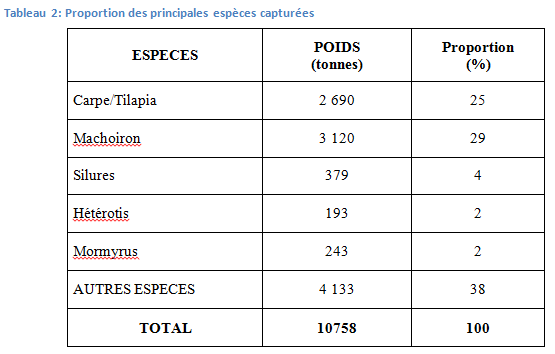 Tableau 2: Proportion des principales espèces capturées
ESPECES POIDS (tonnes) Proportion (%)
Carpe/Tilapia 2 690 25
Machoiron 3 120 29
Silures 379 4
Hétérotis 193 2
Mormyrus 243 2
AUTRES ESPECES 4 133 38
TOTAL 10758 100